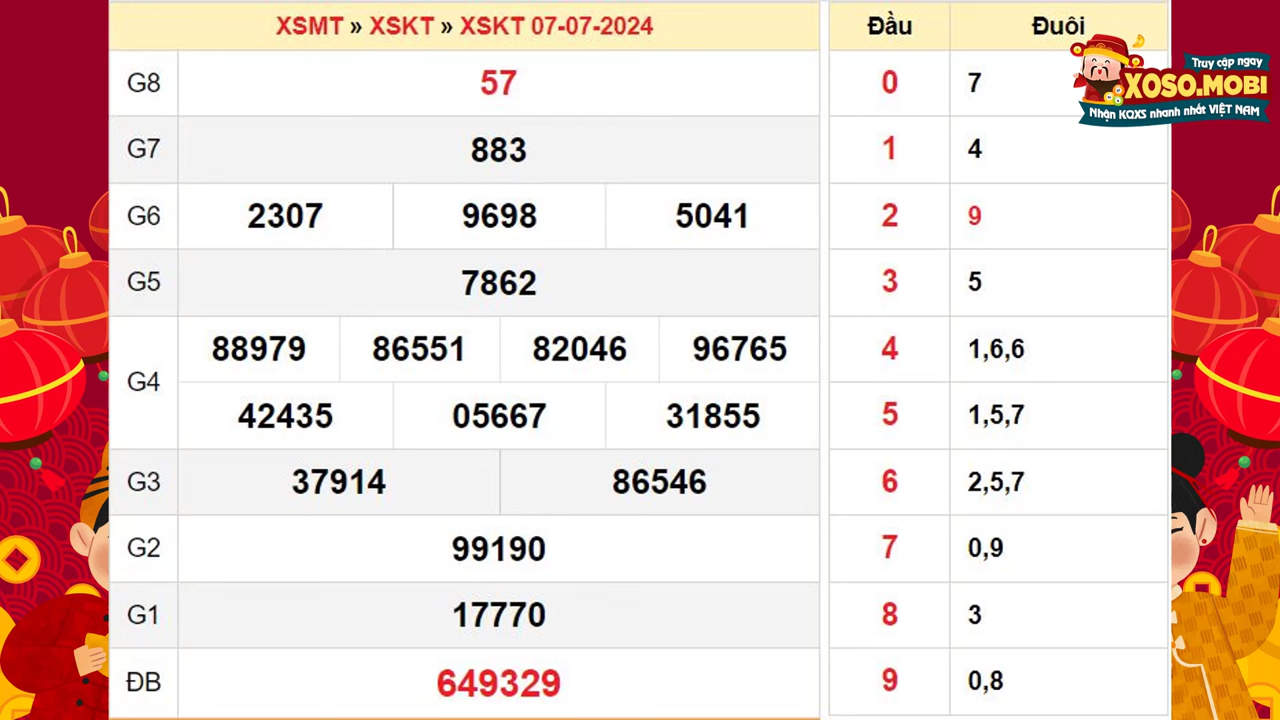 XSMT » XSKT » XSKT 07-07-2024
G8 57
G7 883
G6 2307 9698 5041
G5 7862
G4 88979 86551 82046 96765
42435 05667 31855
G3 37914 86546
G2 99190
G1 17770
ĐB 649329
Đầu Đuôi
0 7
1 4
2 9
3 5
4 1,6,6
5 1,5,7
6 2,5,7
7 0,9
8 3
9 0,8
Truy cập ngay
XOSO.MOBI
Nhận KQXS nhanh nhất VIỆT NAM